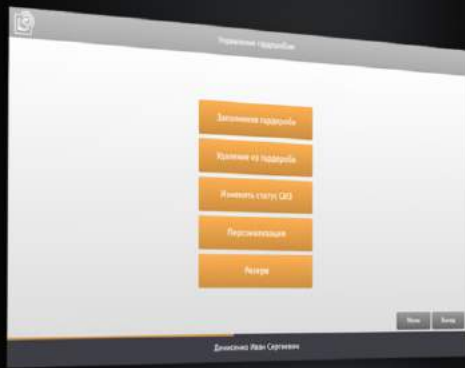 Управление гардеробом
Заполнение гардероба
Удаление из гардероба
Изменить статус СИЗ
Персонализация
Резерв
Меню
Выход
Денисенко Иван Сергеевич